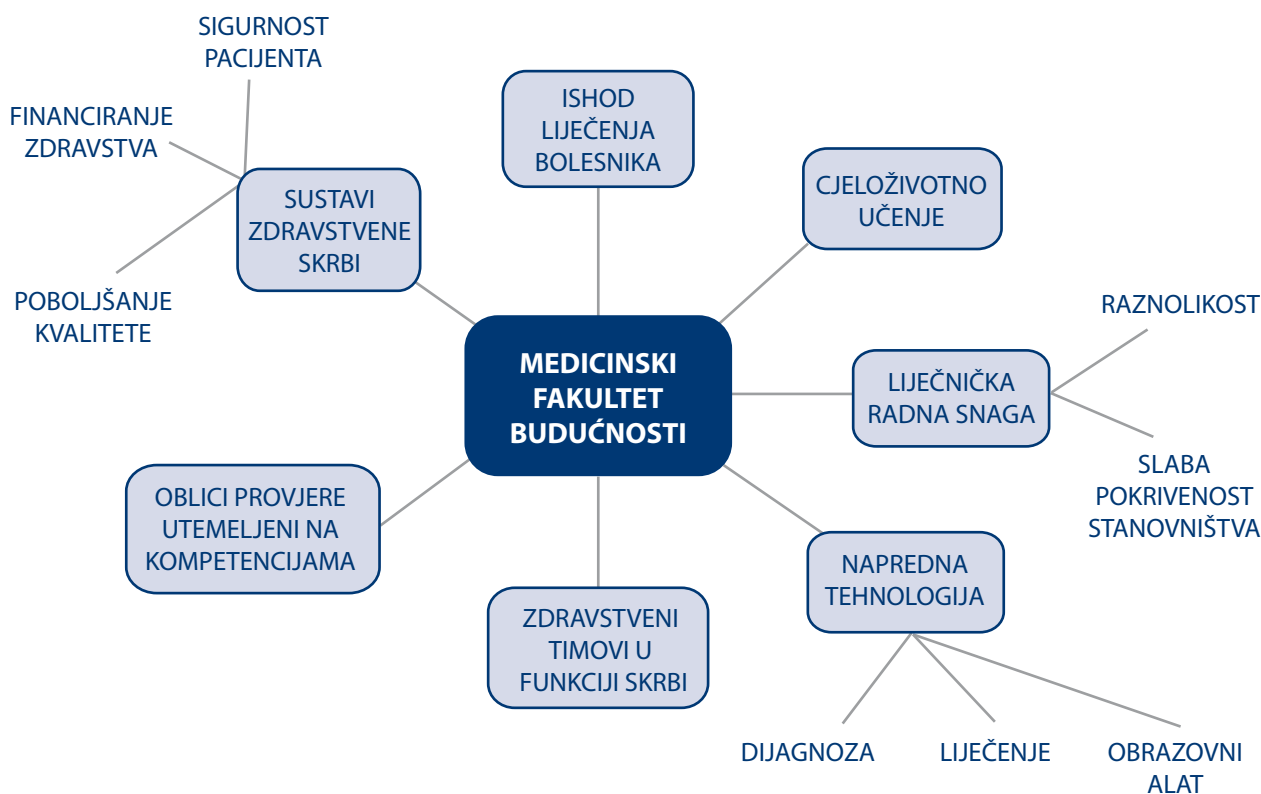 SIGURNOST
PACIJENTA
FINANCIRANJE
ZDRAVSTVA
POBOLJŠANJE
KVALITETE
SUSTAVI
ZDRAVSTVENE
SKRBI
ISHOD
LIJEČENJA
BOLESNIKA
CJELOŽIVOTNO
UČENJE
MEDICINSKI
FAKULTET
BUDUĆNOSTI
LIJEČNIČKA
RADNA SNAGA
RAZNOLIKOST
SLABA
POKRIVENOST
STANOVNIŠTVA
OBLICI PROVJERE
UTEMELJENI NA
KOMPETENCIJAMA
ZDRAVSTVENI
TIMOVI U
FUNKCIJI SKRBI
NAPREDNA
TEHNOLOGIJA
DIJAGNOZA
LIJEČENJE
OBRAZOVNI
ALAT